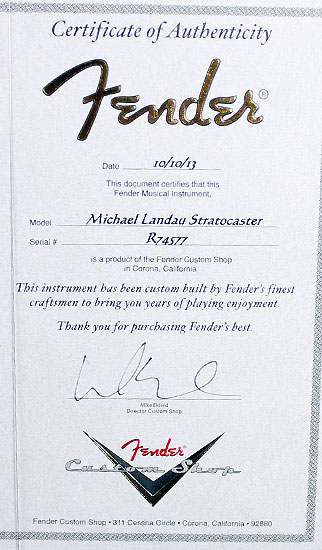 Certificate of Authenticity
Fender®
Date 10/10/13
This document certifies that this
Fender Musical Instrument,
Model Michael Landau Stratocaster
Serial # R74577
is a product of the Fender Custom Shop
in Corona, California
This instrument has been custom built by Fender's finest
craftsmen to bring you years of playing enjoyment.
Thank you for purchasing Fender's best.
Mike Eldred
Director Custom Shop
Fender
Custom Shop
Fender Custom Shop • 311 Cessna Circle • Corona, California • 92880